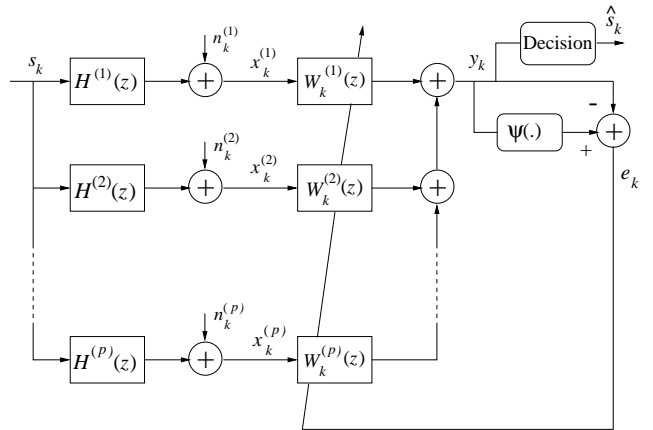 s_k
H^(1)(z)
n_k^(1)
x_k^(1)
W_k^(1)(z)
y_k
Decision
ŝ_k
ψ(.)
-
+
e_k
H^(2)(z)
n_k^(2)
x_k^(2)
W_k^(2)(z)
H^(p)(z)
n_k^(p)
x_k^(p)
W_k^(p)(z)
+
+
+
+
+
+